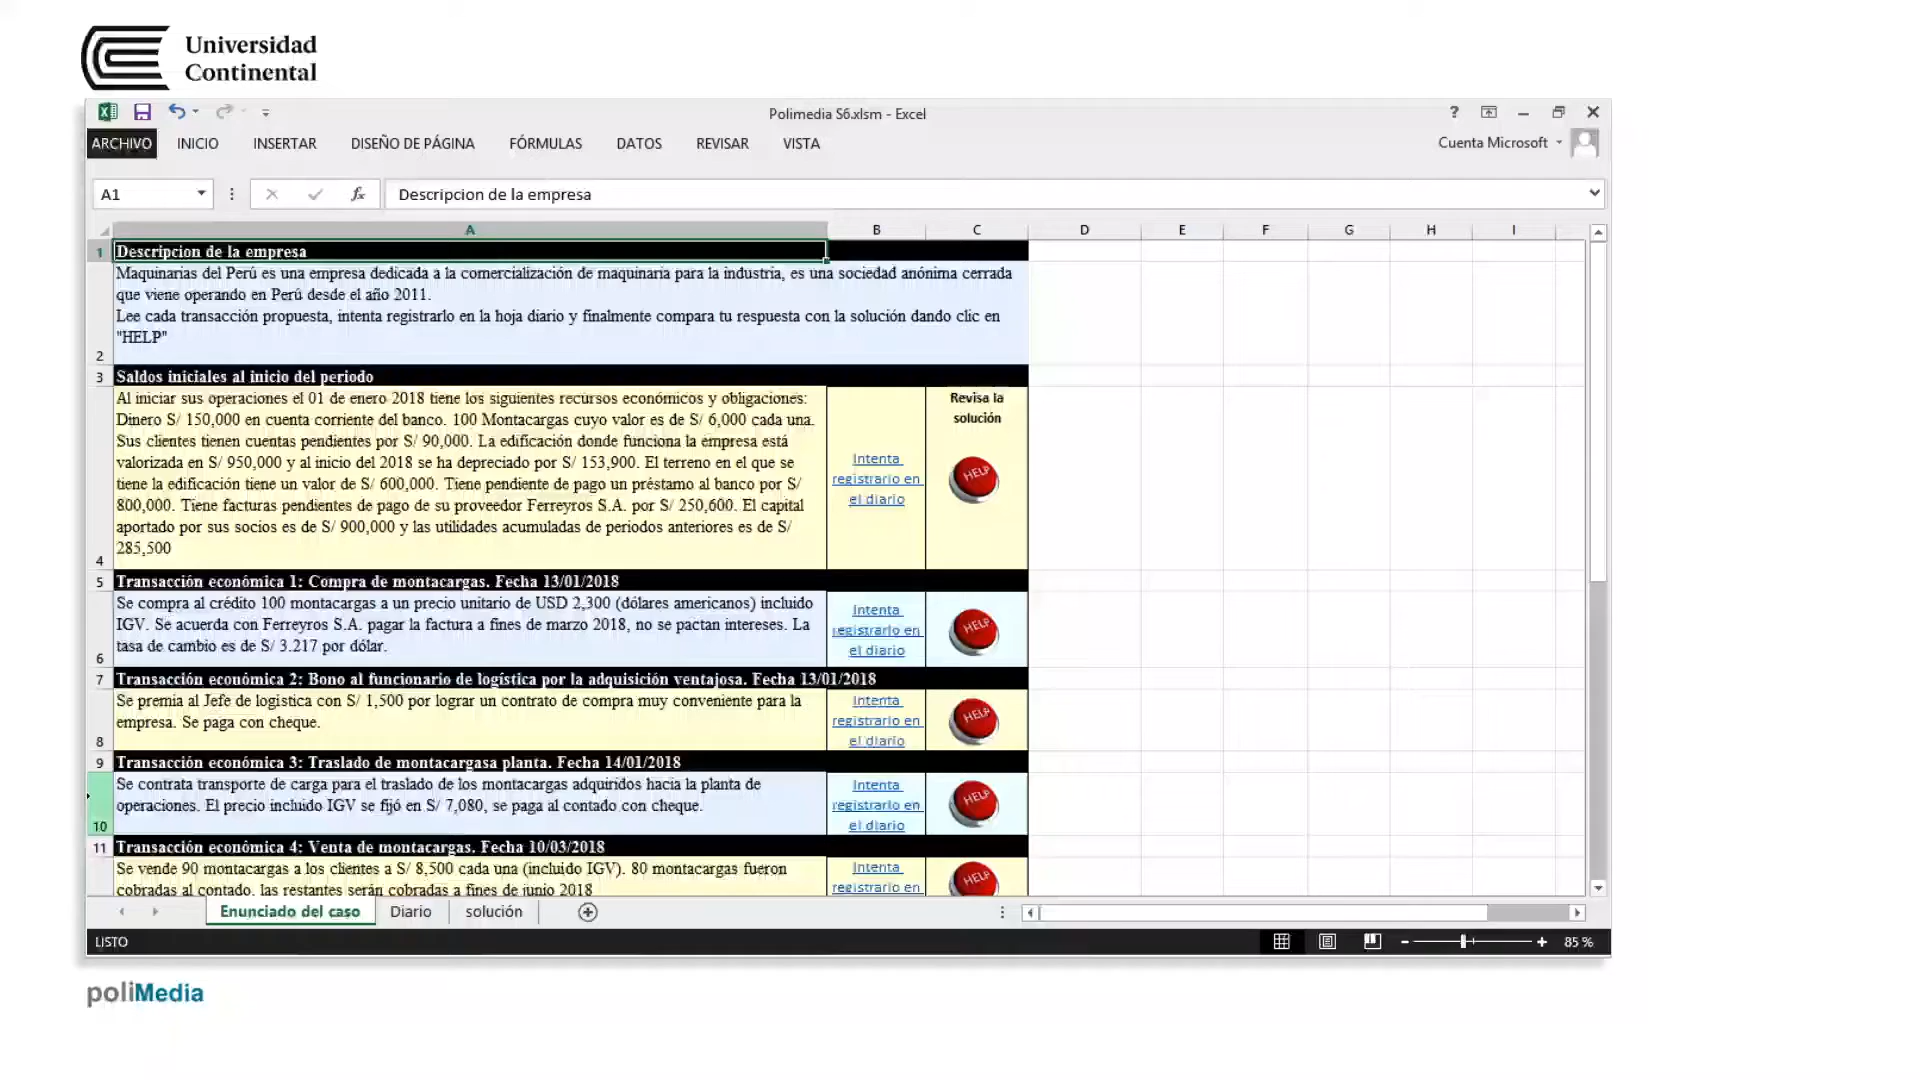 Universidad
Continental
Polimedia S6.xlsm - Excel
?
ARCHIVO INICIO INSERTAR DISEÑO DE PÁGINA FÓRMULAS DATOS REVISAR VISTA
Cuenta Microsoft
A1
fx
Descripcion de la empresa
A B C D E F G H I
1 Descripcion de la empresa
Maquinarias del Perú es una empresa dedicada a la comercialización de maquinaria para la industria, es una sociedad anónima cerrada
que viene operando en Perú desde el año 2011.
Lee cada transacción propuesta, intenta registrarlo en la hoja diario y finalmente compara tu respuesta con la solución dando clic en
"HELP"
2
3 Saldos iniciales al inicio del periodo
Al iniciar sus operaciones el 01 de enero 2018 tiene los siguientes recursos económicos y obligaciones:
Dinero S/ 150,000 en cuenta corriente del banco. 100 Montacargas cuyo valor es de S/ 6,000 cada una.
Sus clientes tienen cuentas pendientes por S/ 90,000. La edificación donde funciona la empresa está
valorizada en S/ 950,000 y al inicio del 2018 se ha depreciado por S/ 153,900. El terreno en el que se
tiene la edificación tiene un valor de S/ 600,000. Tiene pendiente de pago un préstamo al banco por S/
800,000. Tiene facturas pendientes de pago de su proveedor Ferreyros S.A. por S/ 250,600. El capital
aportado por sus socios es de S/ 900,000 y las utilidades acumuladas de periodos anteriores es de S/
285,500
4
Intenta
registrarlo en
el diario
Revisa la
solución
HELP
5 Transacción económica 1: Compra de montacargas. Fecha 13/01/2018
Se compra al crédito 100 montacargas a un precio unitario de USD 2,300 (dólares americanos) incluido
IGV. Se acuerda con Ferreyros S.A. pagar la factura a fines de marzo 2018, no se pactan intereses. La
tasa de cambio es de S/ 3.217 por dólar.
6
Intenta
registrarlo en
el diario
HELP
7 Transacción económica 2: Bono al funcionario de logística por la adquisición ventajosa. Fecha 13/01/2018
Se premia al Jefe de logística con S/ 1,500 por lograr un contrato de compra muy conveniente para la
empresa. Se paga con cheque.
8
Intenta
registrarlo en
el diario
HELP
9 Transacción económica 3: Traslado de montacargasa planta. Fecha 14/01/2018
Se contrata transporte de carga para el traslado de los montacargas adquiridos hacia la planta de
operaciones. El precio incluido IGV se fijó en S/ 7,080, se paga al contado con cheque.
10
Intenta
registrarlo en
el diario
HELP
11 Transacción económica 4: Venta de montacargas. Fecha 10/03/2018
Se vende 90 montacargas a los clientes a S/ 8,500 cada una (incluido IGV). 80 montacargas fueron
cobradas al contado, las restantes serán cobradas a fines de junio 2018
Intenta
registrarlo en
HELP
Enunciado del caso Diario solución
LISTO
85 %
poliMedia